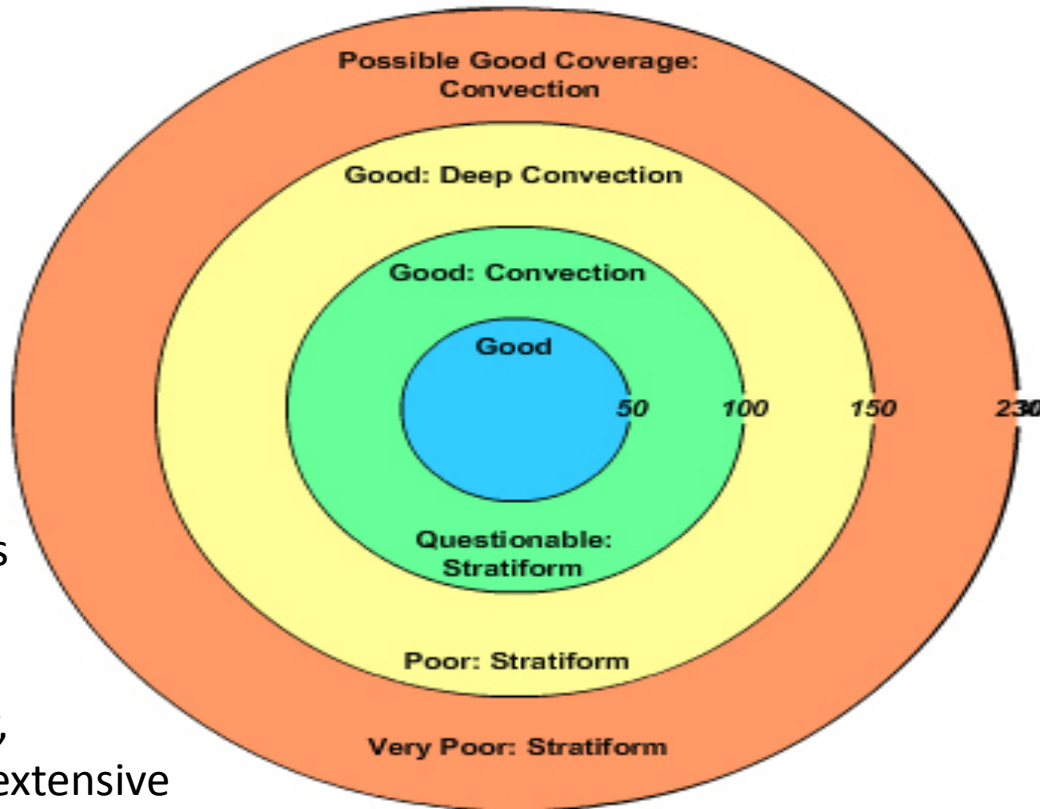 Possible Good Coverage:
Convection
Good: Deep Convection
Good: Convection
Good
50 100 150
Questionable:
Stratiform
s
Poor: Stratiform
,
Very Poor: Stratiform
extensive